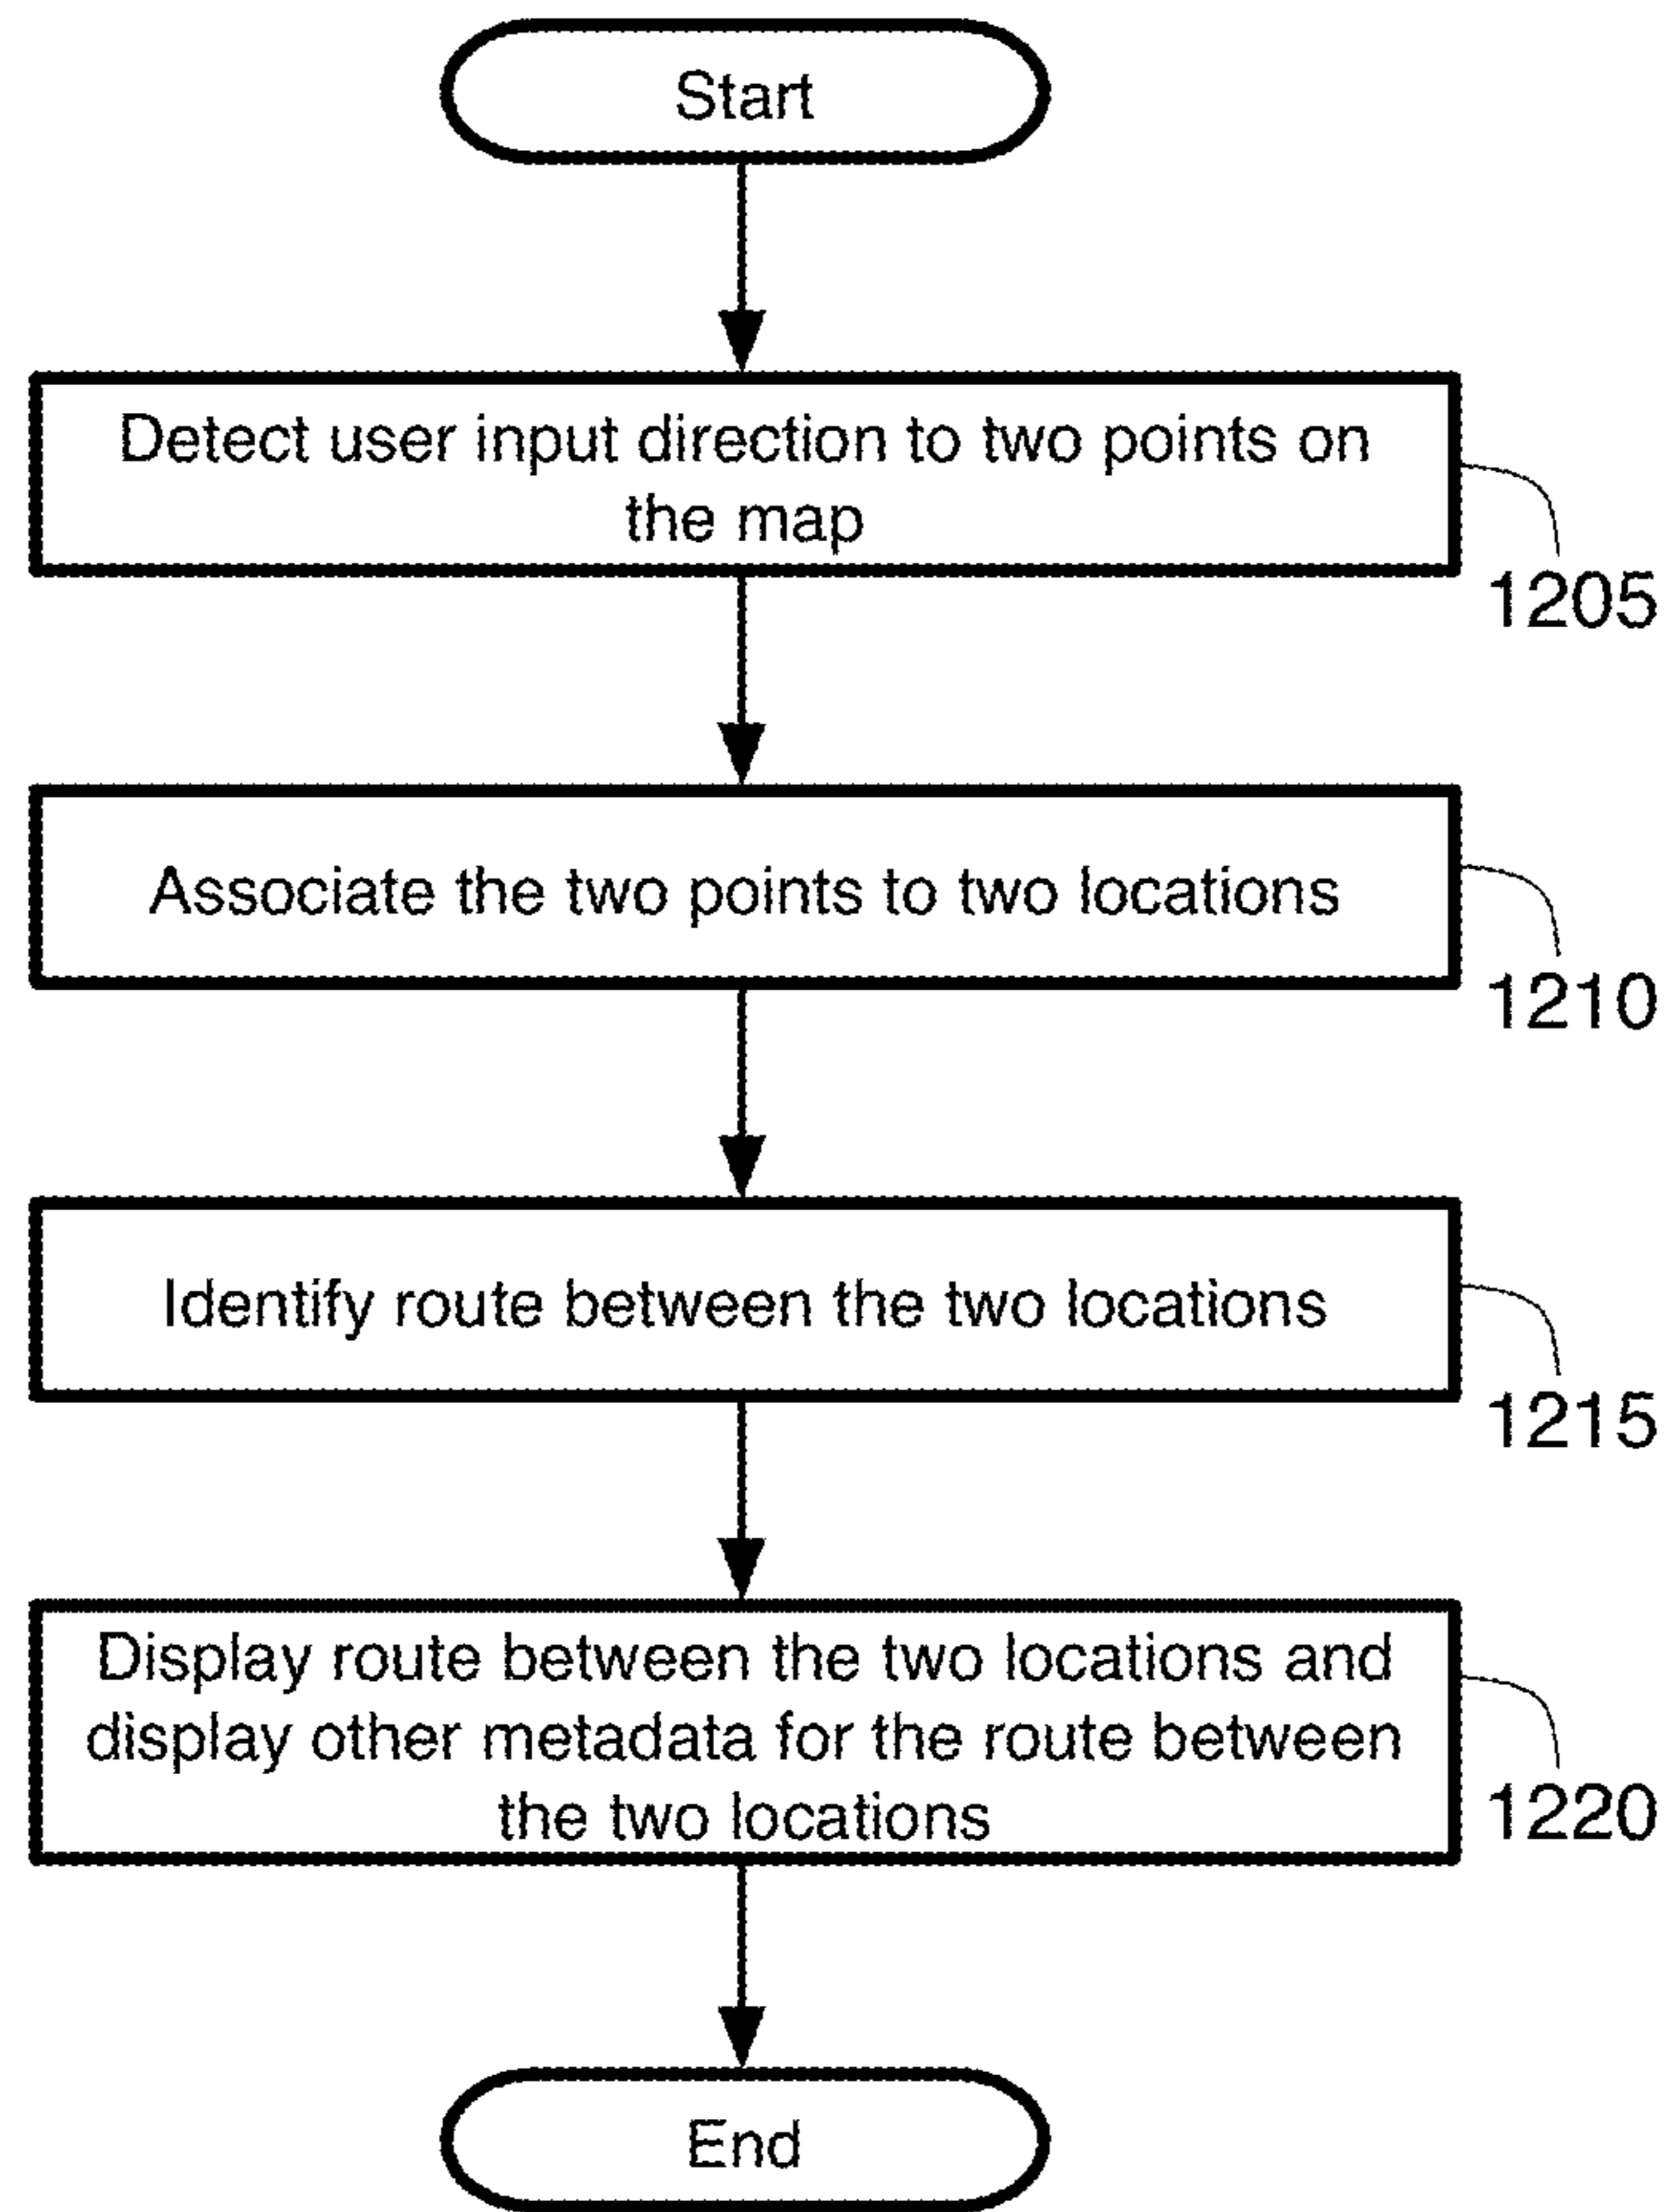 Start
Detect user input direction to two points on
the map
1205
Associate the two points to two locations
1210
Identify route between the two locations
1215
Display route between the two locations and
display other metadata for the route between
the two locations
1220
End